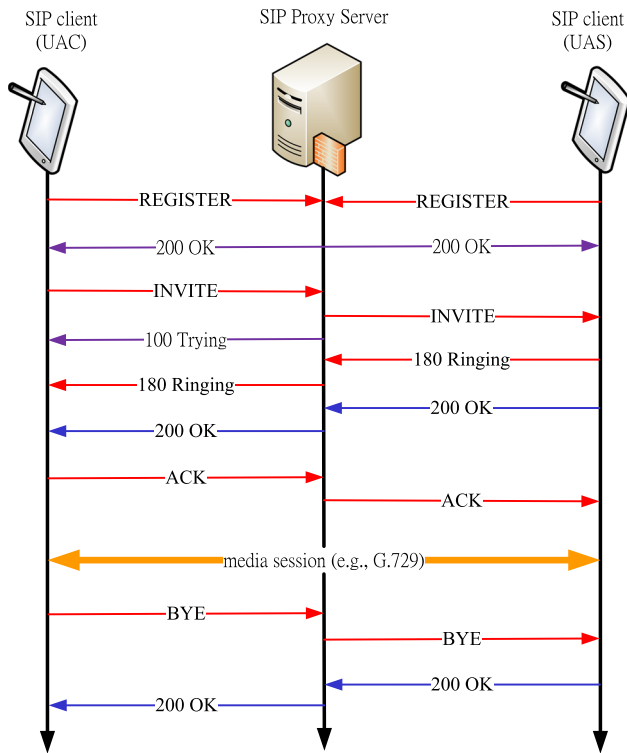 SIP client
(UAC)
SIP Proxy Server
SIP client
(UAS)
REGISTER
REGISTER
200 OK
200 OK
INVITE
INVITE
100 Trying
180 Ringing
180 Ringing
200 OK
200 OK
ACK
ACK
media session (e.g., G.729)
BYE
BYE
200 OK
200 OK